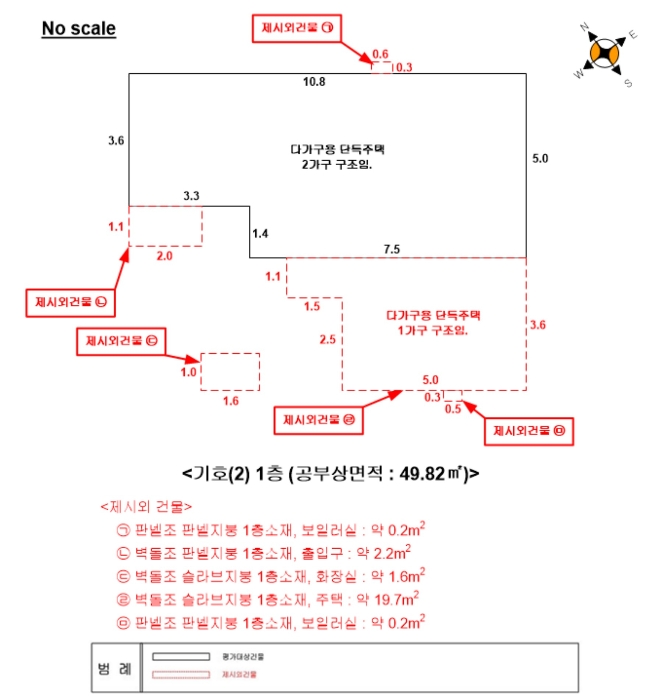 No scale
제시외건물 ㉠
N
E
W
S
0.6
0.3
10.8
3.6
다가구용 단독주택
2가구 구조임.
5.0
3.3
1.1
1.4
2.0
7.5
제시외건물 ㉡
1.1
1.5
다가구용 단독주택
1가구 구조임.
3.6
제시외건물 ㉢
2.5
1.0
1.6
5.0
0.3
0.5
제시외건물 ㉣
제시외건물 ㉤
<기호(2) 1층 (공부상면적 : 49.82㎡)>
<제시외 건물>
㉠ 판넬조 판넬지붕 1층소재, 보일러실 : 약 0.2m²
㉡ 벽돌조 판넬지붕 1층소재, 출입구 : 약 2.2m²
㉢ 벽돌조 슬라브지붕 1층소재, 화장실 : 약 1.6m²
㉣ 벽돌조 슬라브지붕 1층소재, 주택 : 약 19.7m²
㉤ 판넬조 판넬지붕 1층소재, 보일러실 : 약 0.2m²
범 례
평가대상건물
제시외건물